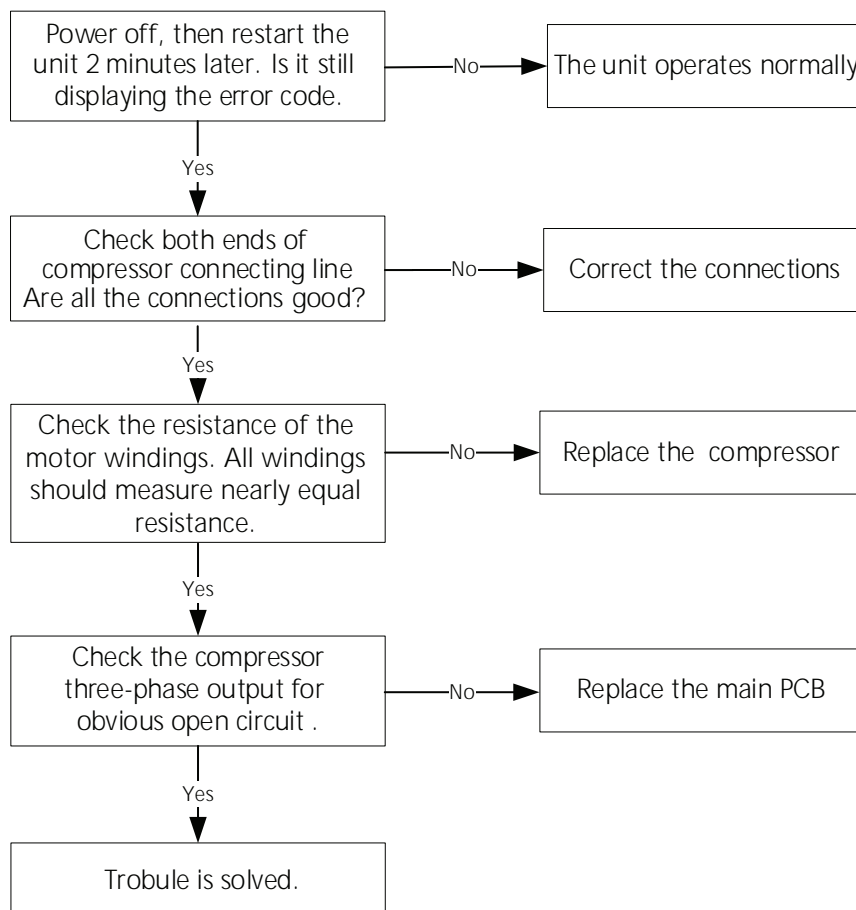 Power off, then restart the
unit 2 minutes later. Is it still
displaying the error code.
No
The unit operates normally
Yes
Check both ends of
compressor connecting line
Are all the connections good?
No
Correct the connections
Yes
Check the resistance of the
motor windings. All windings
should measure nearly equal
resistance.
No
Replace the compressor
Yes
Check the compressor
three-phase output for
obvious open circuit .
No
Replace the main PCB
Yes
Trobule is solved.